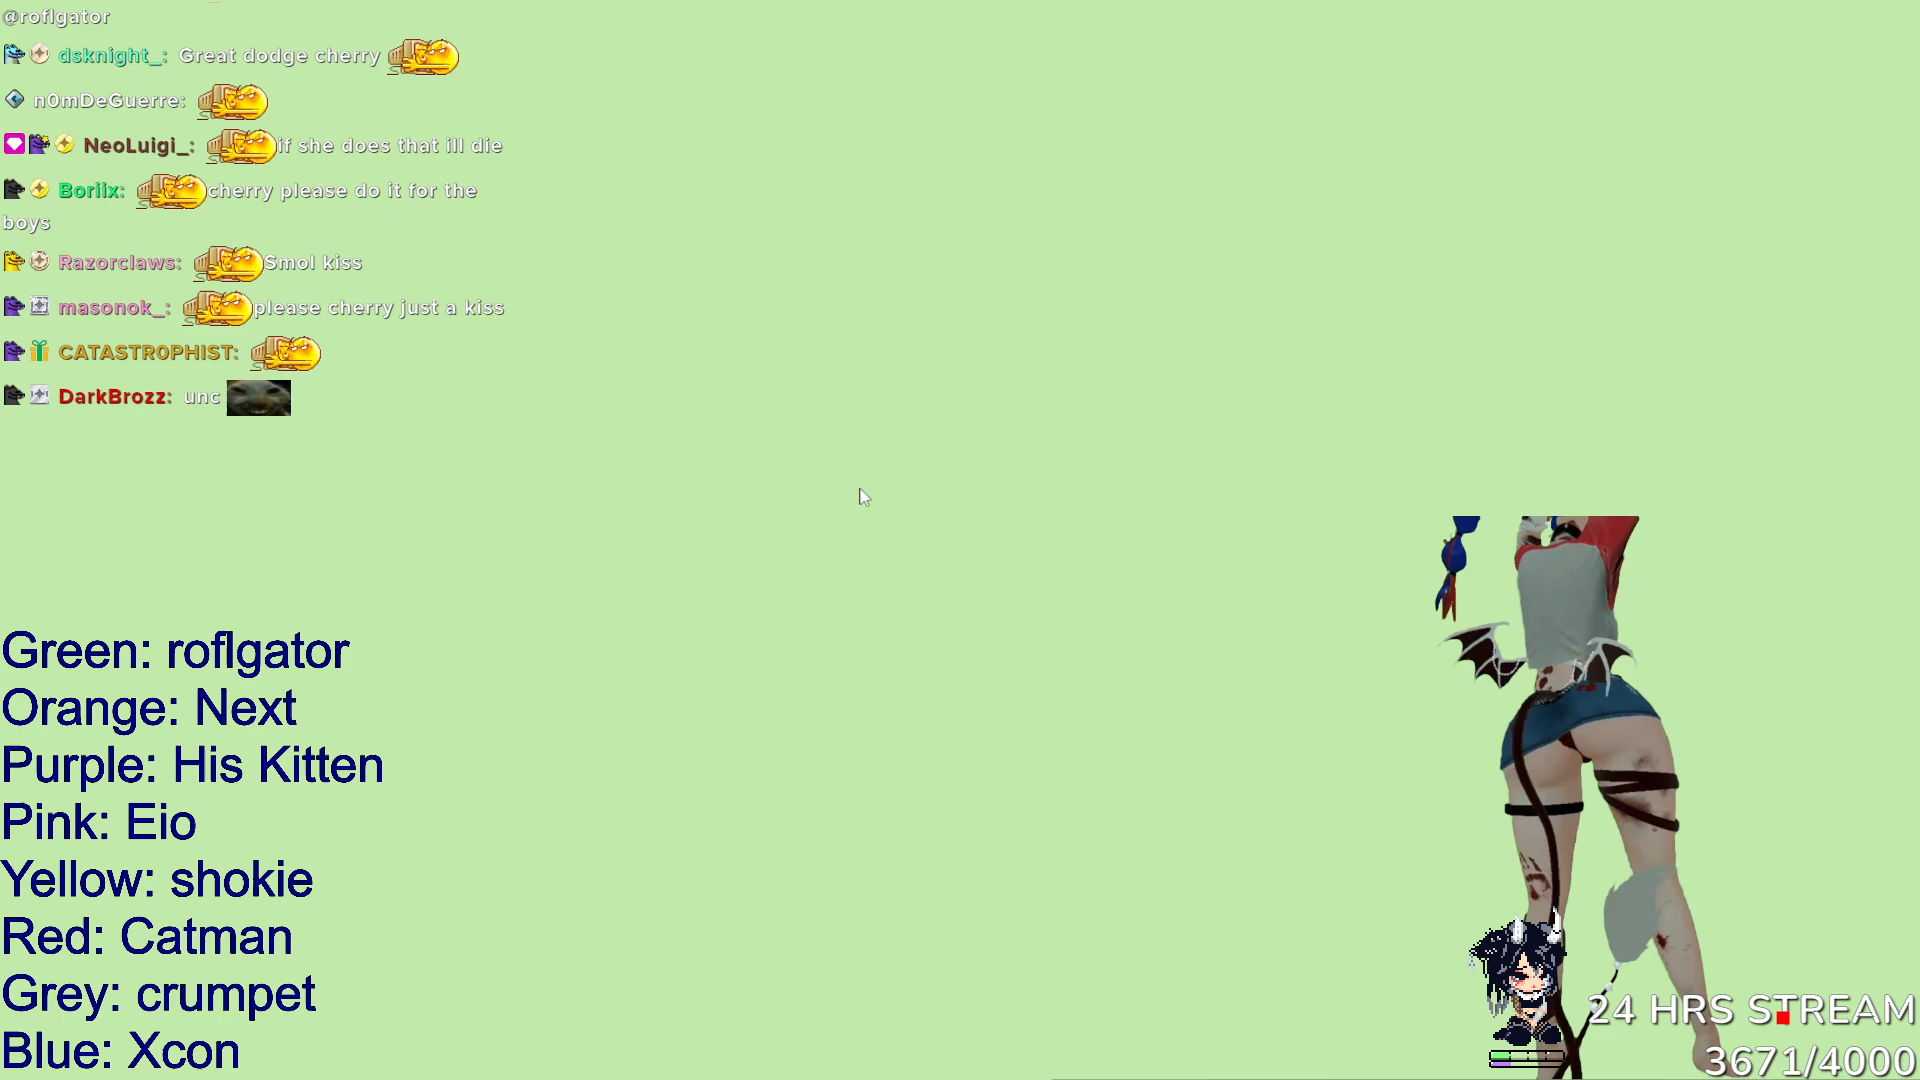 @roflgator
dsknight_: Great dodge cherry
n0mDeGuerre:
NeoLuigi_: if she does that ill die
Boriix: cherry please do it for the
boys
Razorclaws: Smol kiss
masonok_: please cherry just a kiss
CATASTR0PHIST:
DarkBrozz: unc
Green: roflgator
Orange: Next
Purple: His Kitten
Pink: Eio
Yellow: shokie
Red: Catman
Grey: crumpet
Blue: Xcon
24 HRS STREAM
3671/4000